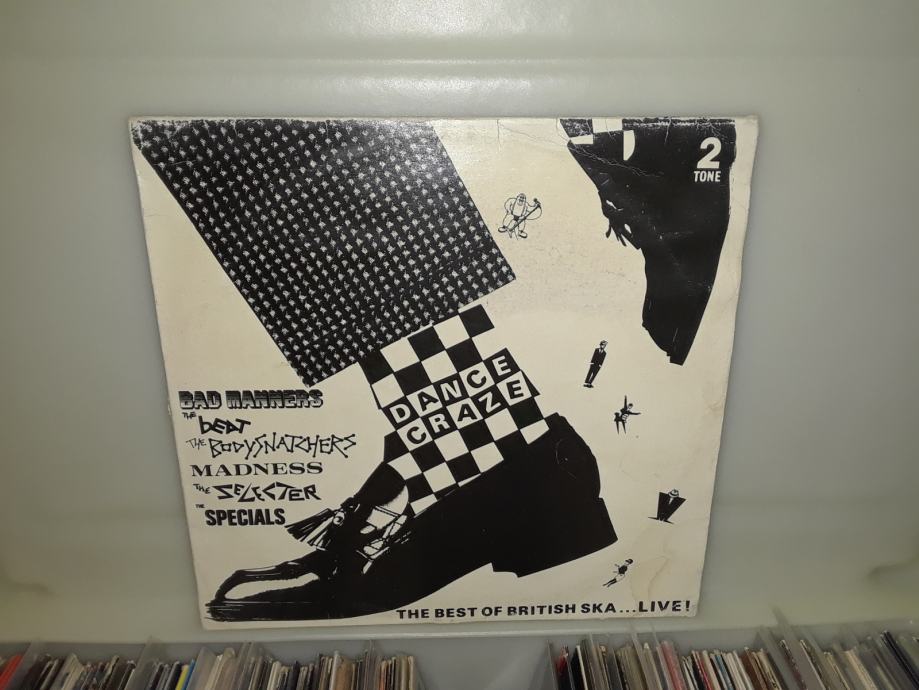 2
TONE
DANCE
CRAZE
BAD MANNERS
THE beat
THE BODYSNATCHERS
MADNESS
THE SELECTER
THE SPECIALS
THE BEST OF BRITISH SKA...LIVE!